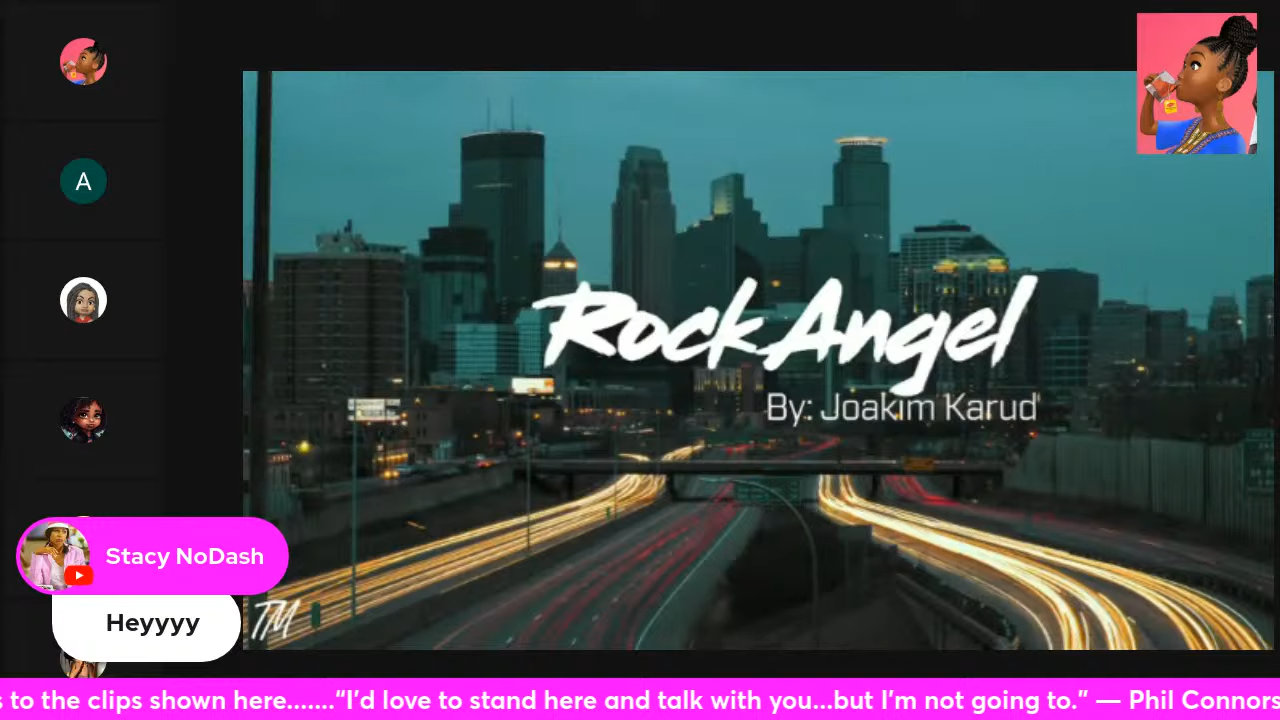 A
Rock Angel
By: Joakim Karud
Stacy NoDash
Heyyyy
TM
s to the clips shown here.......“I’d love to stand here and talk with you...but I’m not going to.” — Phil Connors